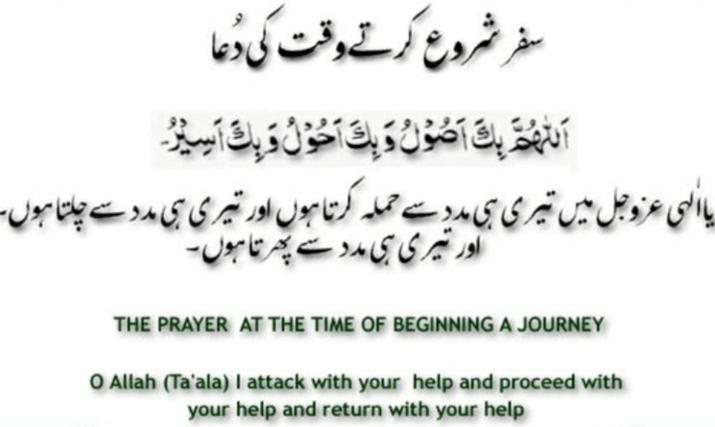 سفر شروع کرتے وقت کی دُعا
اَللّٰھُمَّ بِكَ اَصُوْلُ وَبِكَ اَحُوْلُ وَبِكَ اَسِيْرُ۔
یا الٰہی عزوجل میں تیری ہی مدد سے حملہ کرتا ہوں اور تیری ہی مدد سے چلتا ہوں۔
اور تیری ہی مدد سے پھرتا ہوں۔
THE PRAYER AT THE TIME OF BEGINNING A JOURNEY
O Allah (Ta'ala) I attack with your help and proceed with
your help and return with your help